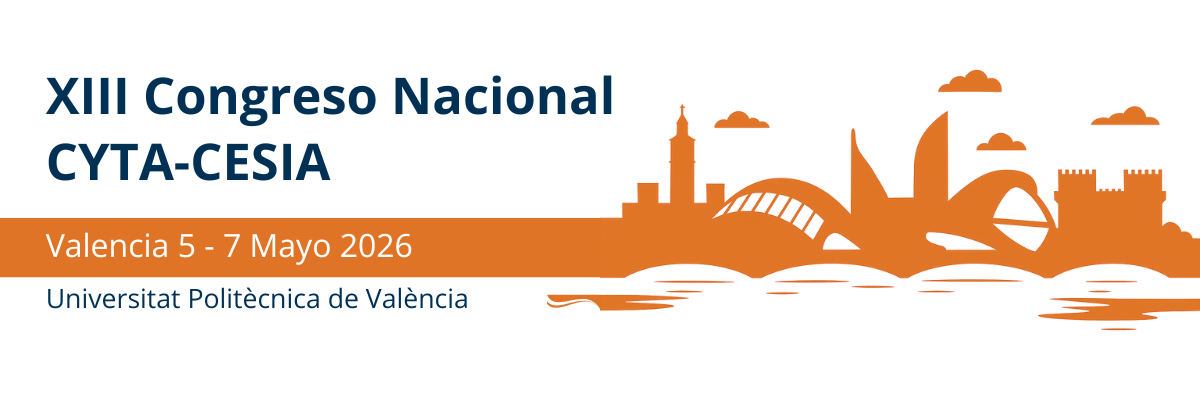 XIII Congreso Nacional
CYTA-CESIA
Valencia 5 - 7 Mayo 2026
Universitat Politècnica de València